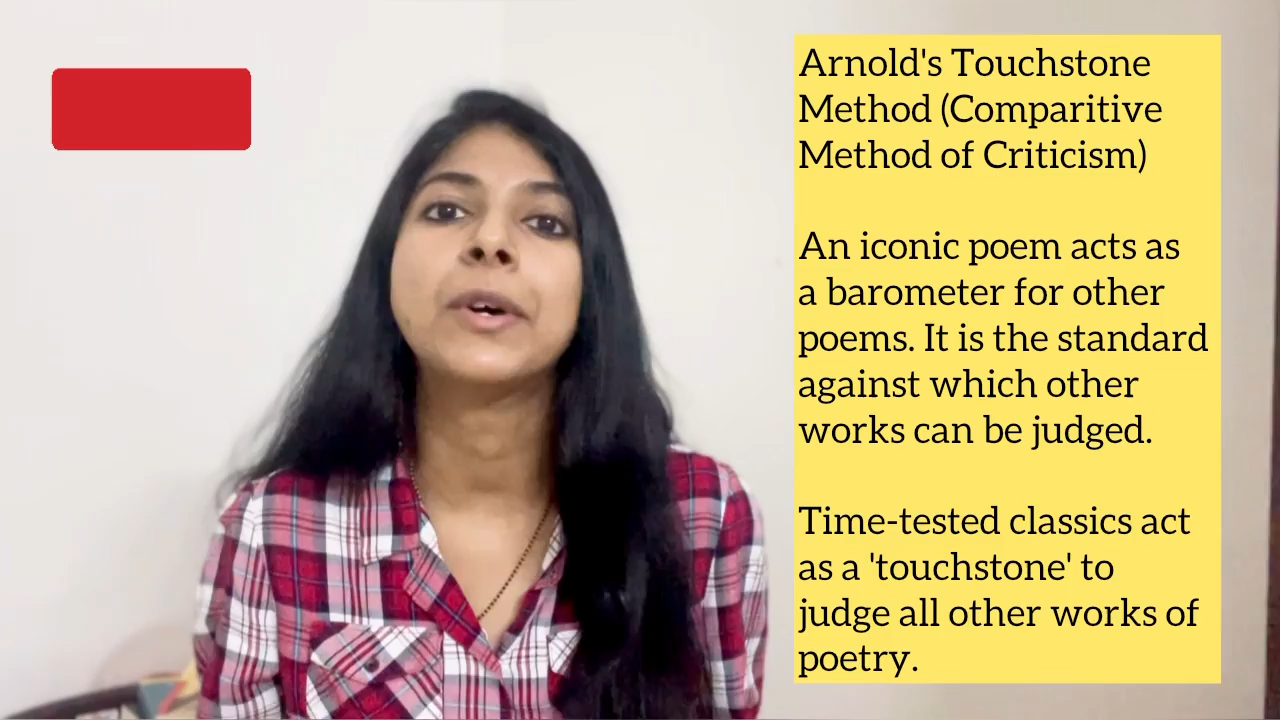 Arnold's Touchstone
Method (Comparitive
Method of Criticism)
An iconic poem acts as
a barometer for other
poems. It is the standard
against which other
works can be judged.
Time-tested classics act
as a 'touchstone' to
judge all other works of
poetry.